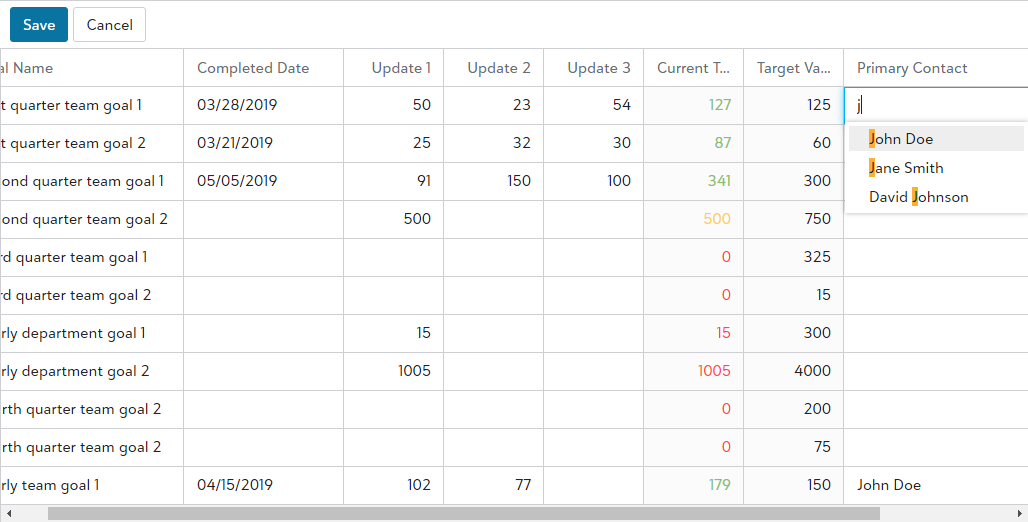 Save Cancel
al Name Completed Date Update 1 Update 2 Update 3 Current T... Target Va... Primary Contact
t quarter team goal 1 03/28/2019 50 23 54 127 125 j
t quarter team goal 2 03/21/2019 25 32 30 87 60 John Doe
ond quarter team goal 1 05/05/2019 91 150 100 341 300 Jane Smith
ond quarter team goal 2 500 500 750 David Johnson
rd quarter team goal 1 0 325
rd quarter team goal 2 0 15
rly department goal 1 15 15 300
rly department goal 2 1005 1005 4000
rth quarter team goal 2 0 200
rth quarter team goal 2 0 75
rly team goal 1 04/15/2019 102 77 179 150 John Doe